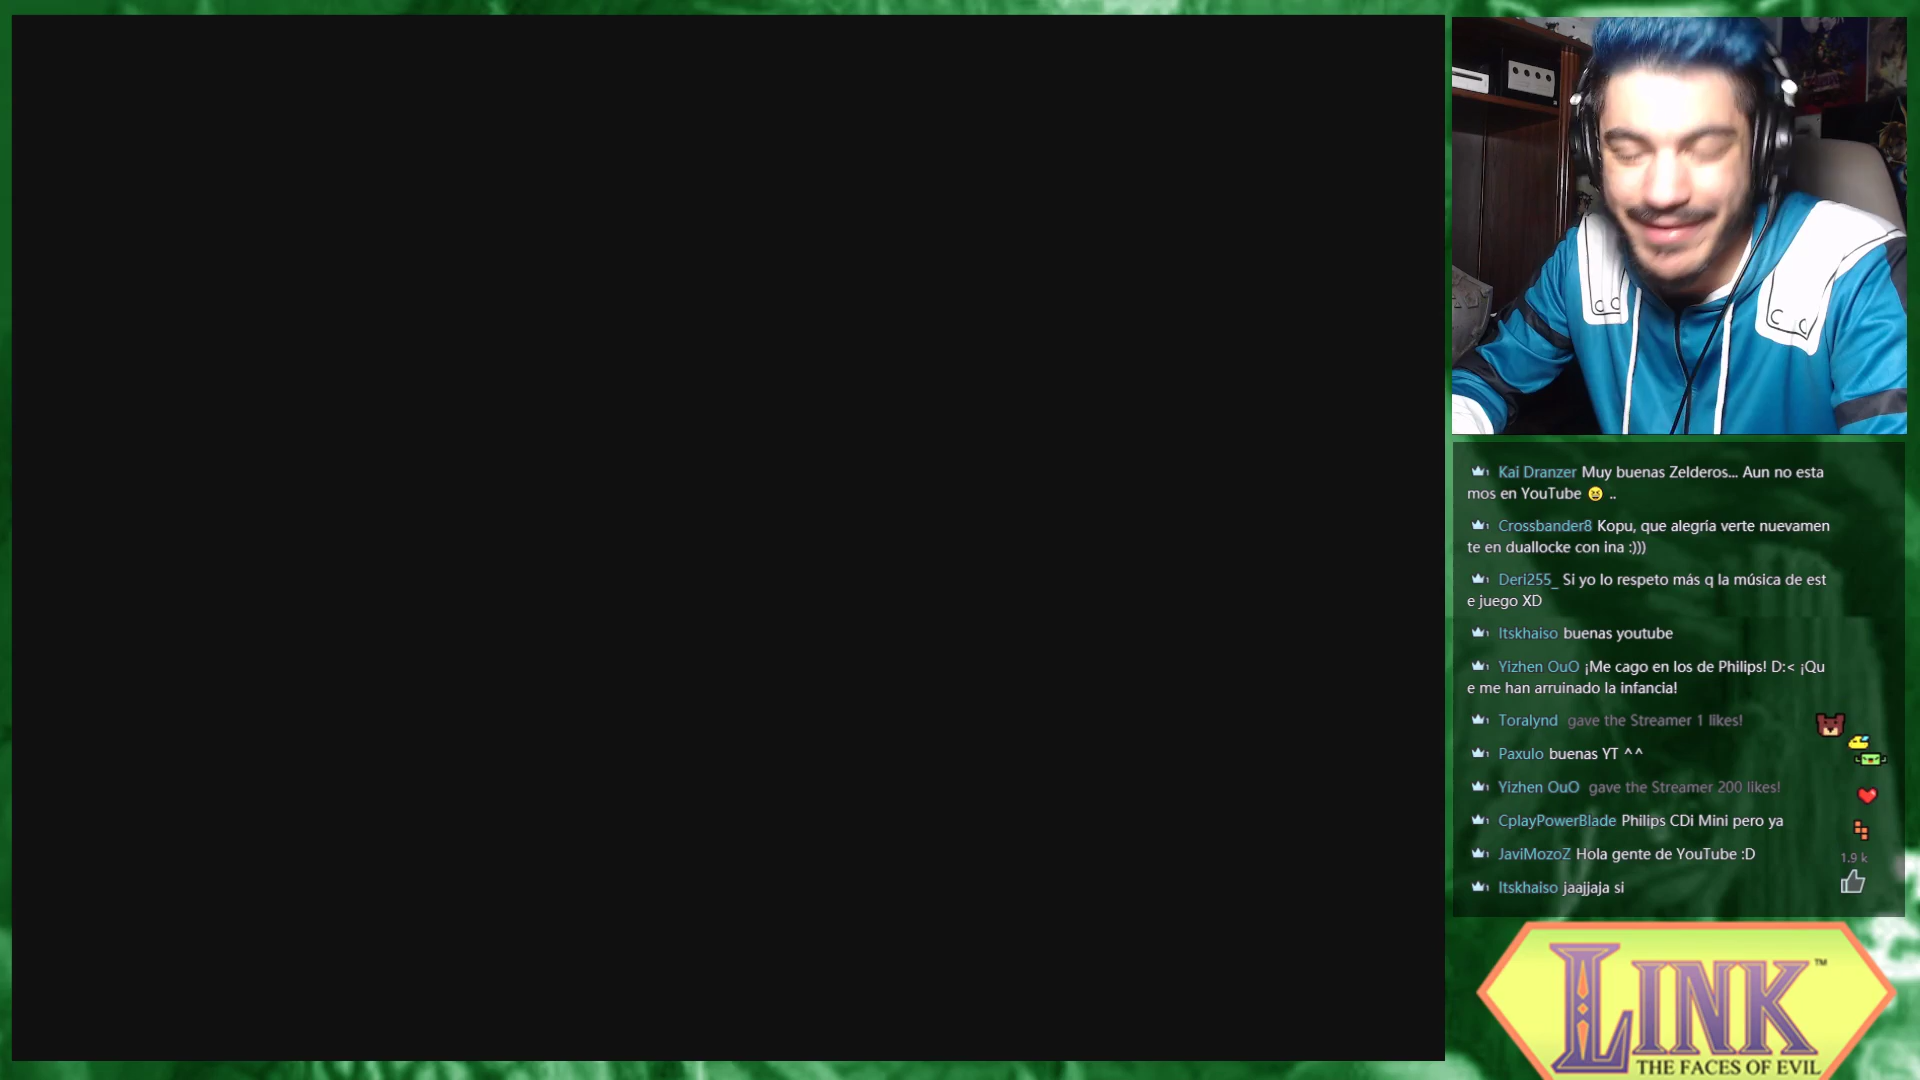 Kai Dranzer Muy buenas Zelderos... Aun no esta
mos en YouTube 😆 ..
Crossbander8 Kopu, que alegría verte nuevamen
te en duallocke con ina :)))
Deri255_ Si yo lo respeto más q la música de est
e juego XD
Itskhaiso buenas youtube
Yizhen OuO ¡Me cago en los de Philips! D:< ¡Qu
e me han arruinado la infancia!
Toralynd gave the Streamer 1 likes!
Paxulo buenas YT ^^
Yizhen OuO gave the Streamer 200 likes!
CplayPowerBlade Philips CDi Mini pero ya
JaviMozoZ Hola gente de YouTube :D
1.9 k
Itskhaiso jaajjaja si
LINK™
THE FACES OF EVIL